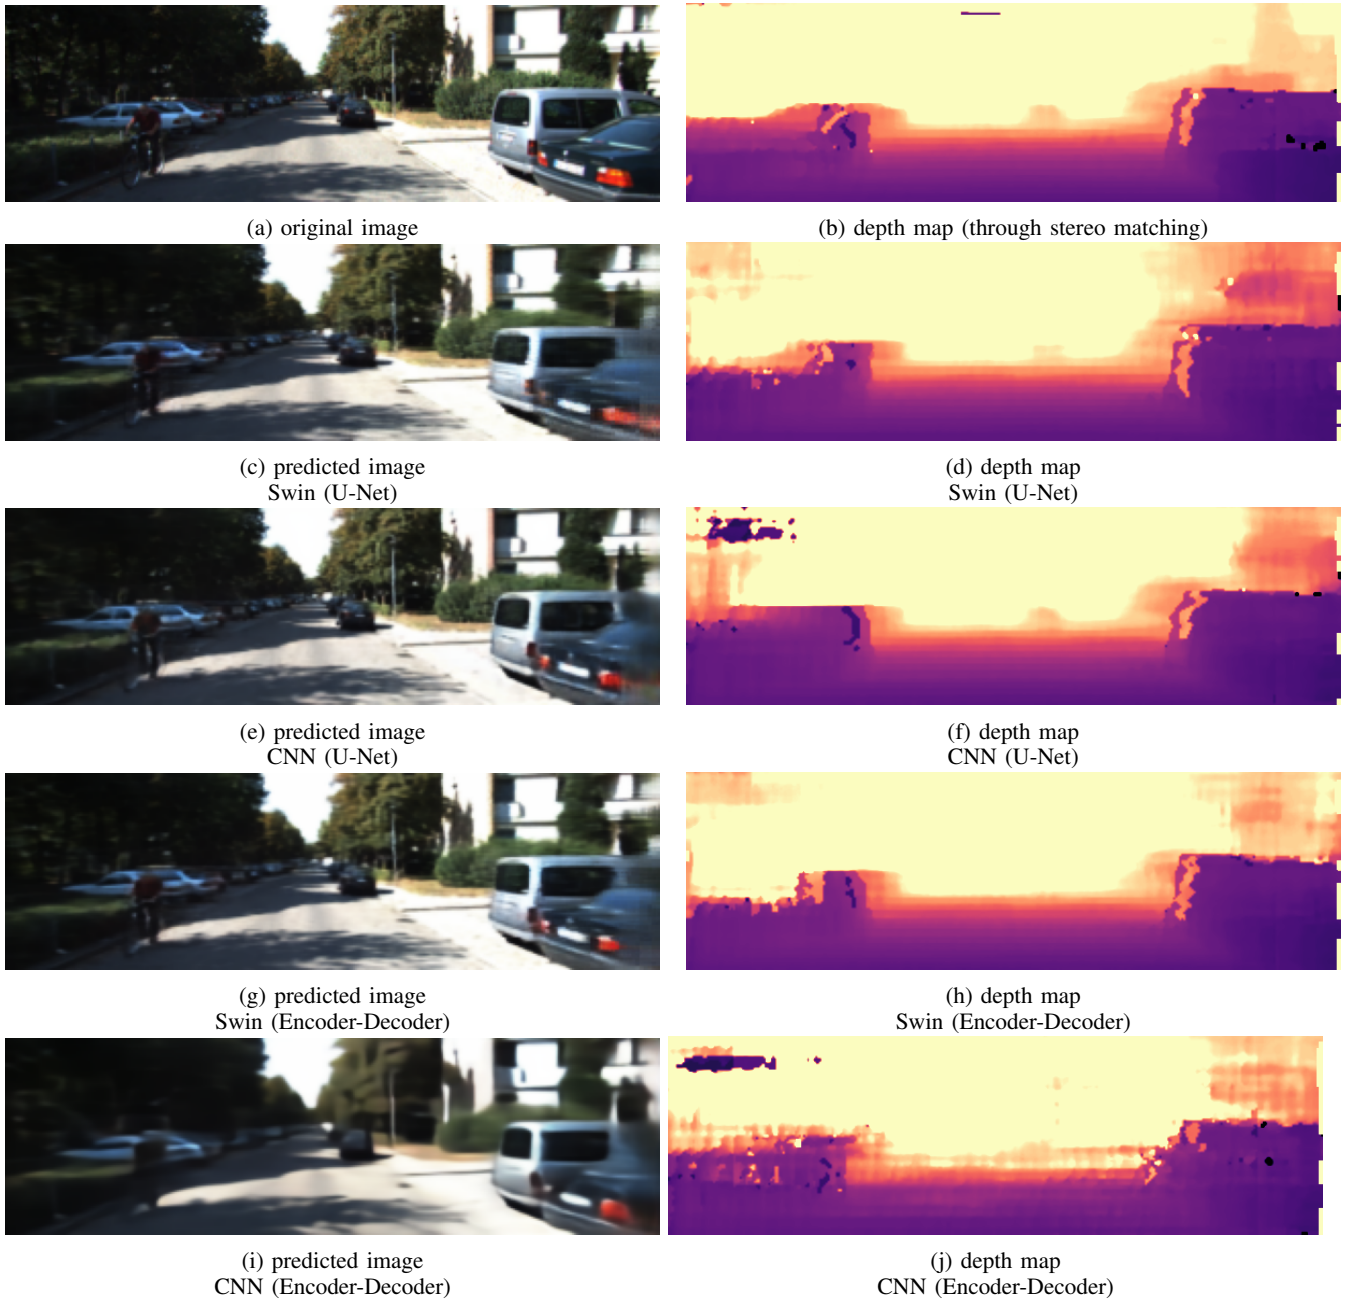 (a) original image
(b) depth map (through stereo matching)
(c) predicted image
Swin (U-Net)
(d) depth map
Swin (U-Net)
(e) predicted image
CNN (U-Net)
(f) depth map
CNN (U-Net)
(g) predicted image
Swin (Encoder-Decoder)
(h) depth map
Swin (Encoder-Decoder)
(i) predicted image
CNN (Encoder-Decoder)
(j) depth map
CNN (Encoder-Decoder)